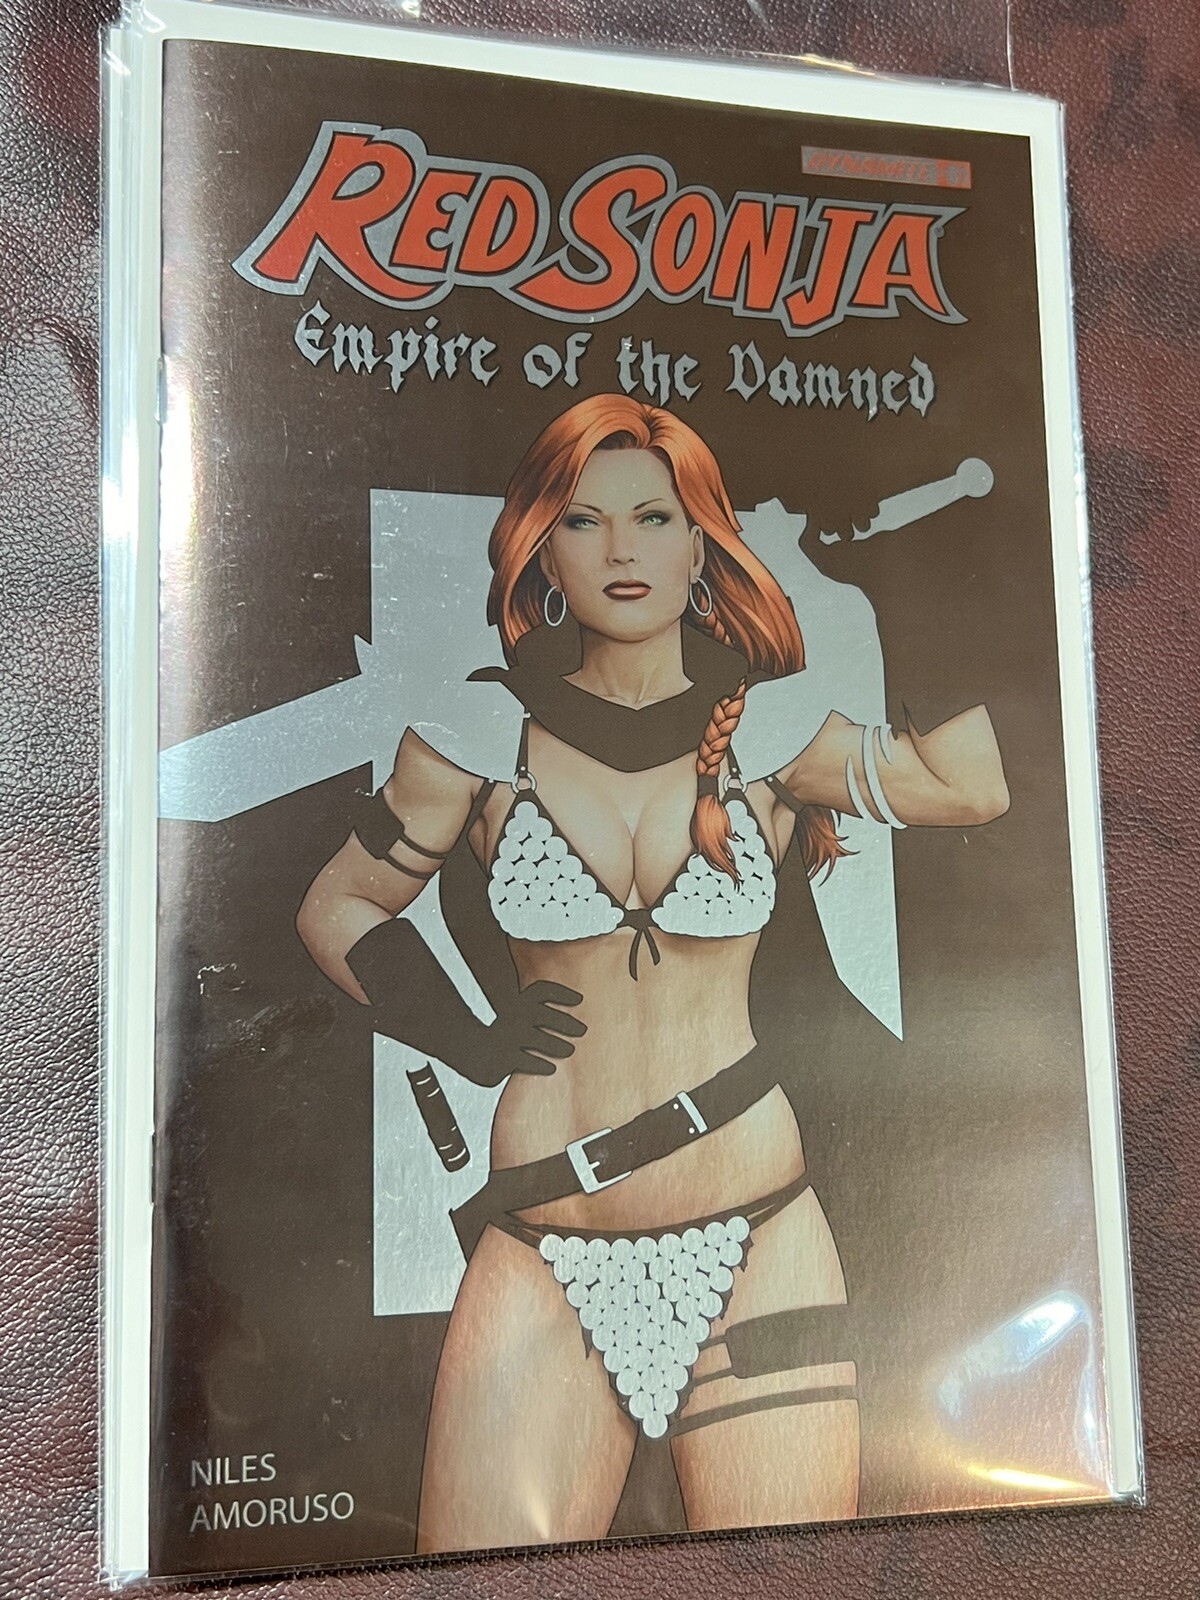 DYNAMITE
RED SONJA
Empire of the Damned
NILES
AMORUSO